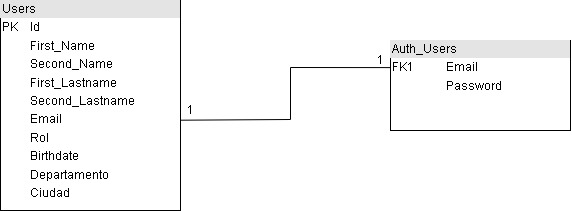 Users
PK Id
First_Name
Second_Name
First_Lastname
Second_Lastname
Email
Rol
Birthdate
Departamento
Ciudad
1
1
Auth_Users
FK1 Email
Password